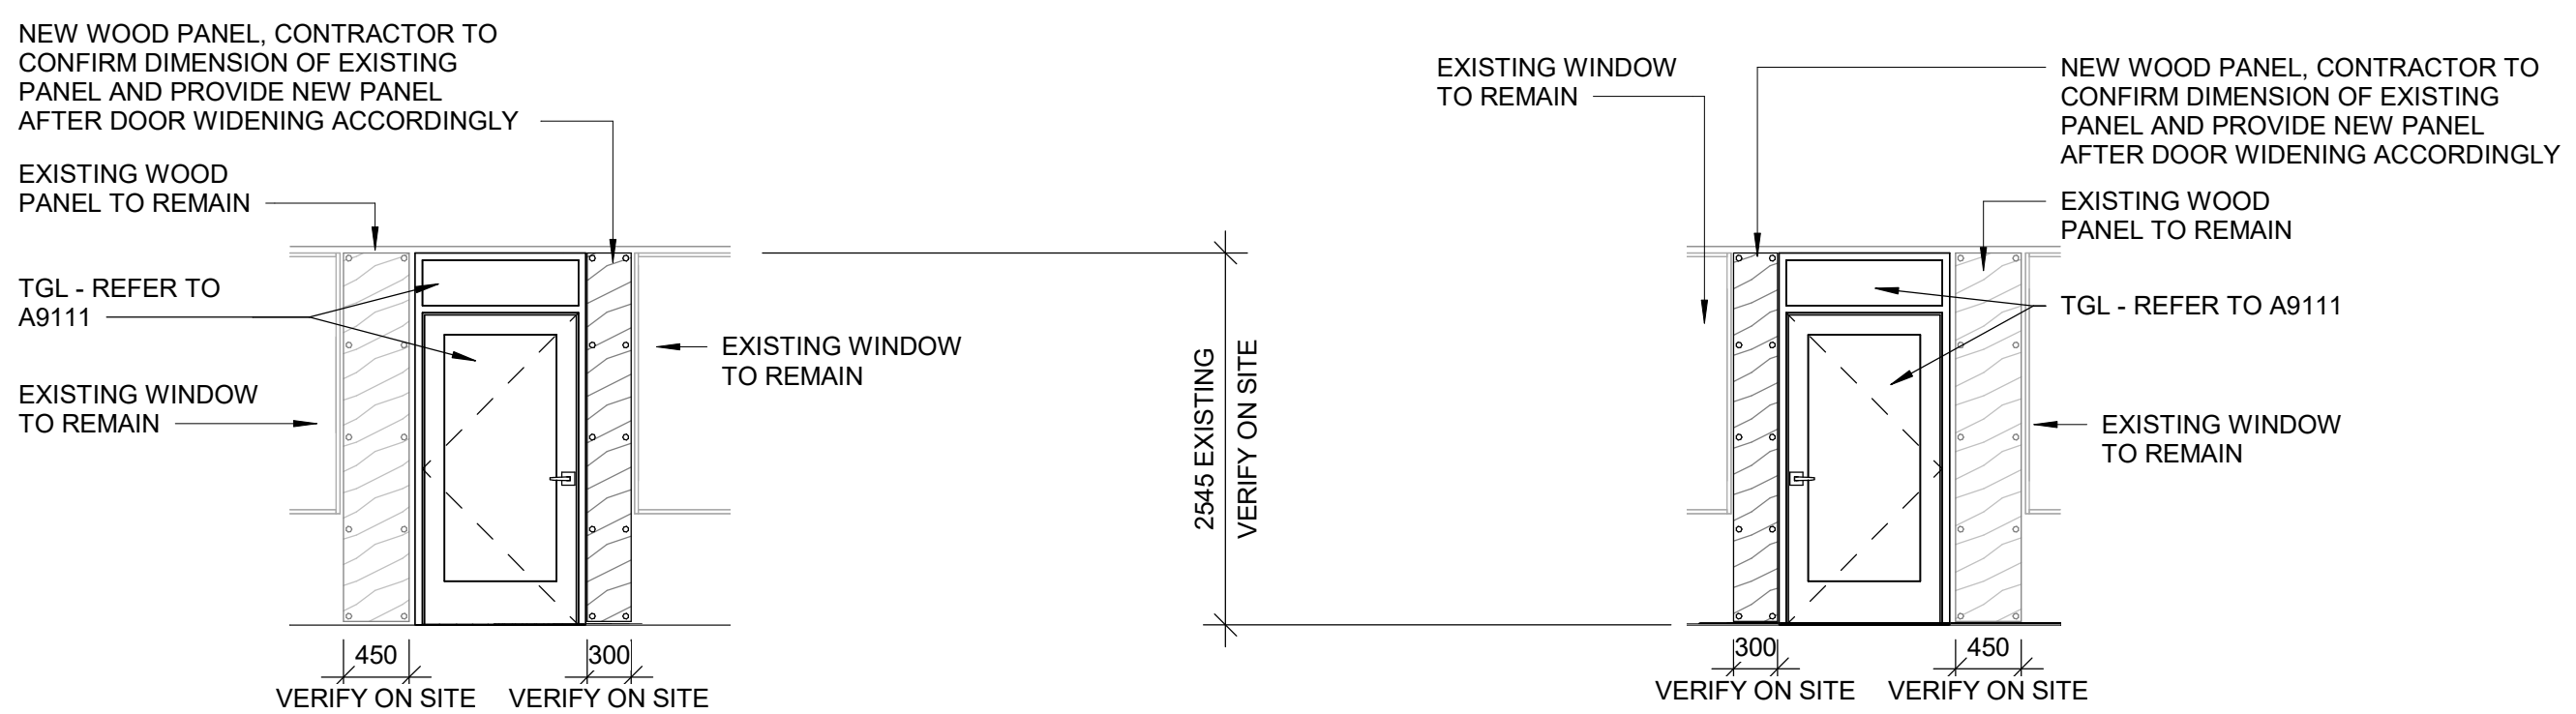 NEW WOOD PANEL, CONTRACTOR TO
CONFIRM DIMENSION OF EXISTING
PANEL AND PROVIDE NEW PANEL
AFTER DOOR WIDENING ACCORDINGLY
EXISTING WOOD
PANEL TO REMAIN
TGL - REFER TO
A9111
EXISTING WINDOW
TO REMAIN
EXISTING WINDOW
TO REMAIN
450
VERIFY ON SITE
300
VERIFY ON SITE
2545 EXISTING
VERIFY ON SITE
EXISTING WINDOW
TO REMAIN
NEW WOOD PANEL, CONTRACTOR TO
CONFIRM DIMENSION OF EXISTING
PANEL AND PROVIDE NEW PANEL
AFTER DOOR WIDENING ACCORDINGLY
EXISTING WOOD
PANEL TO REMAIN
TGL - REFER TO A9111
EXISTING WINDOW
TO REMAIN
300
VERIFY ON SITE
450
VERIFY ON SITE